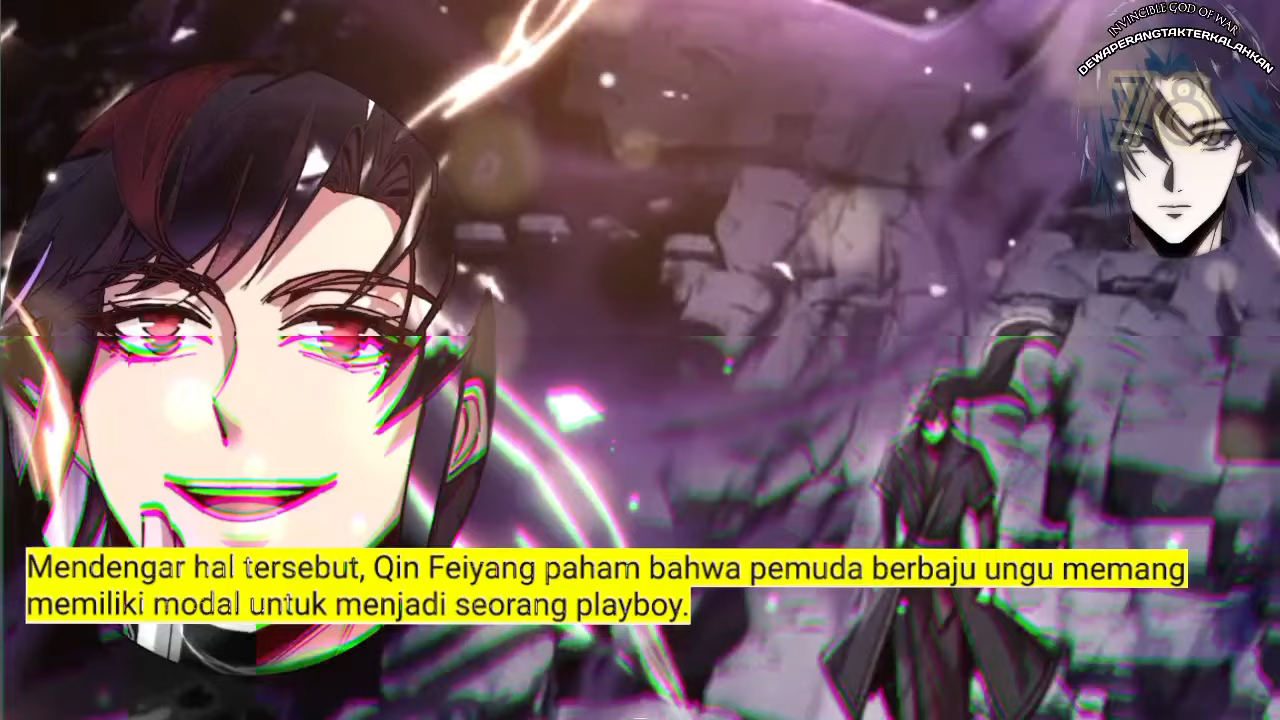 INVINCIBLE GOD OF WAR
DEWAPERANGTAKTERKALAHKAN
78
Mendengar hal tersebut, Qin Feiyang paham bahwa pemuda berbaju ungu memang
memiliki modal untuk menjadi seorang playboy.